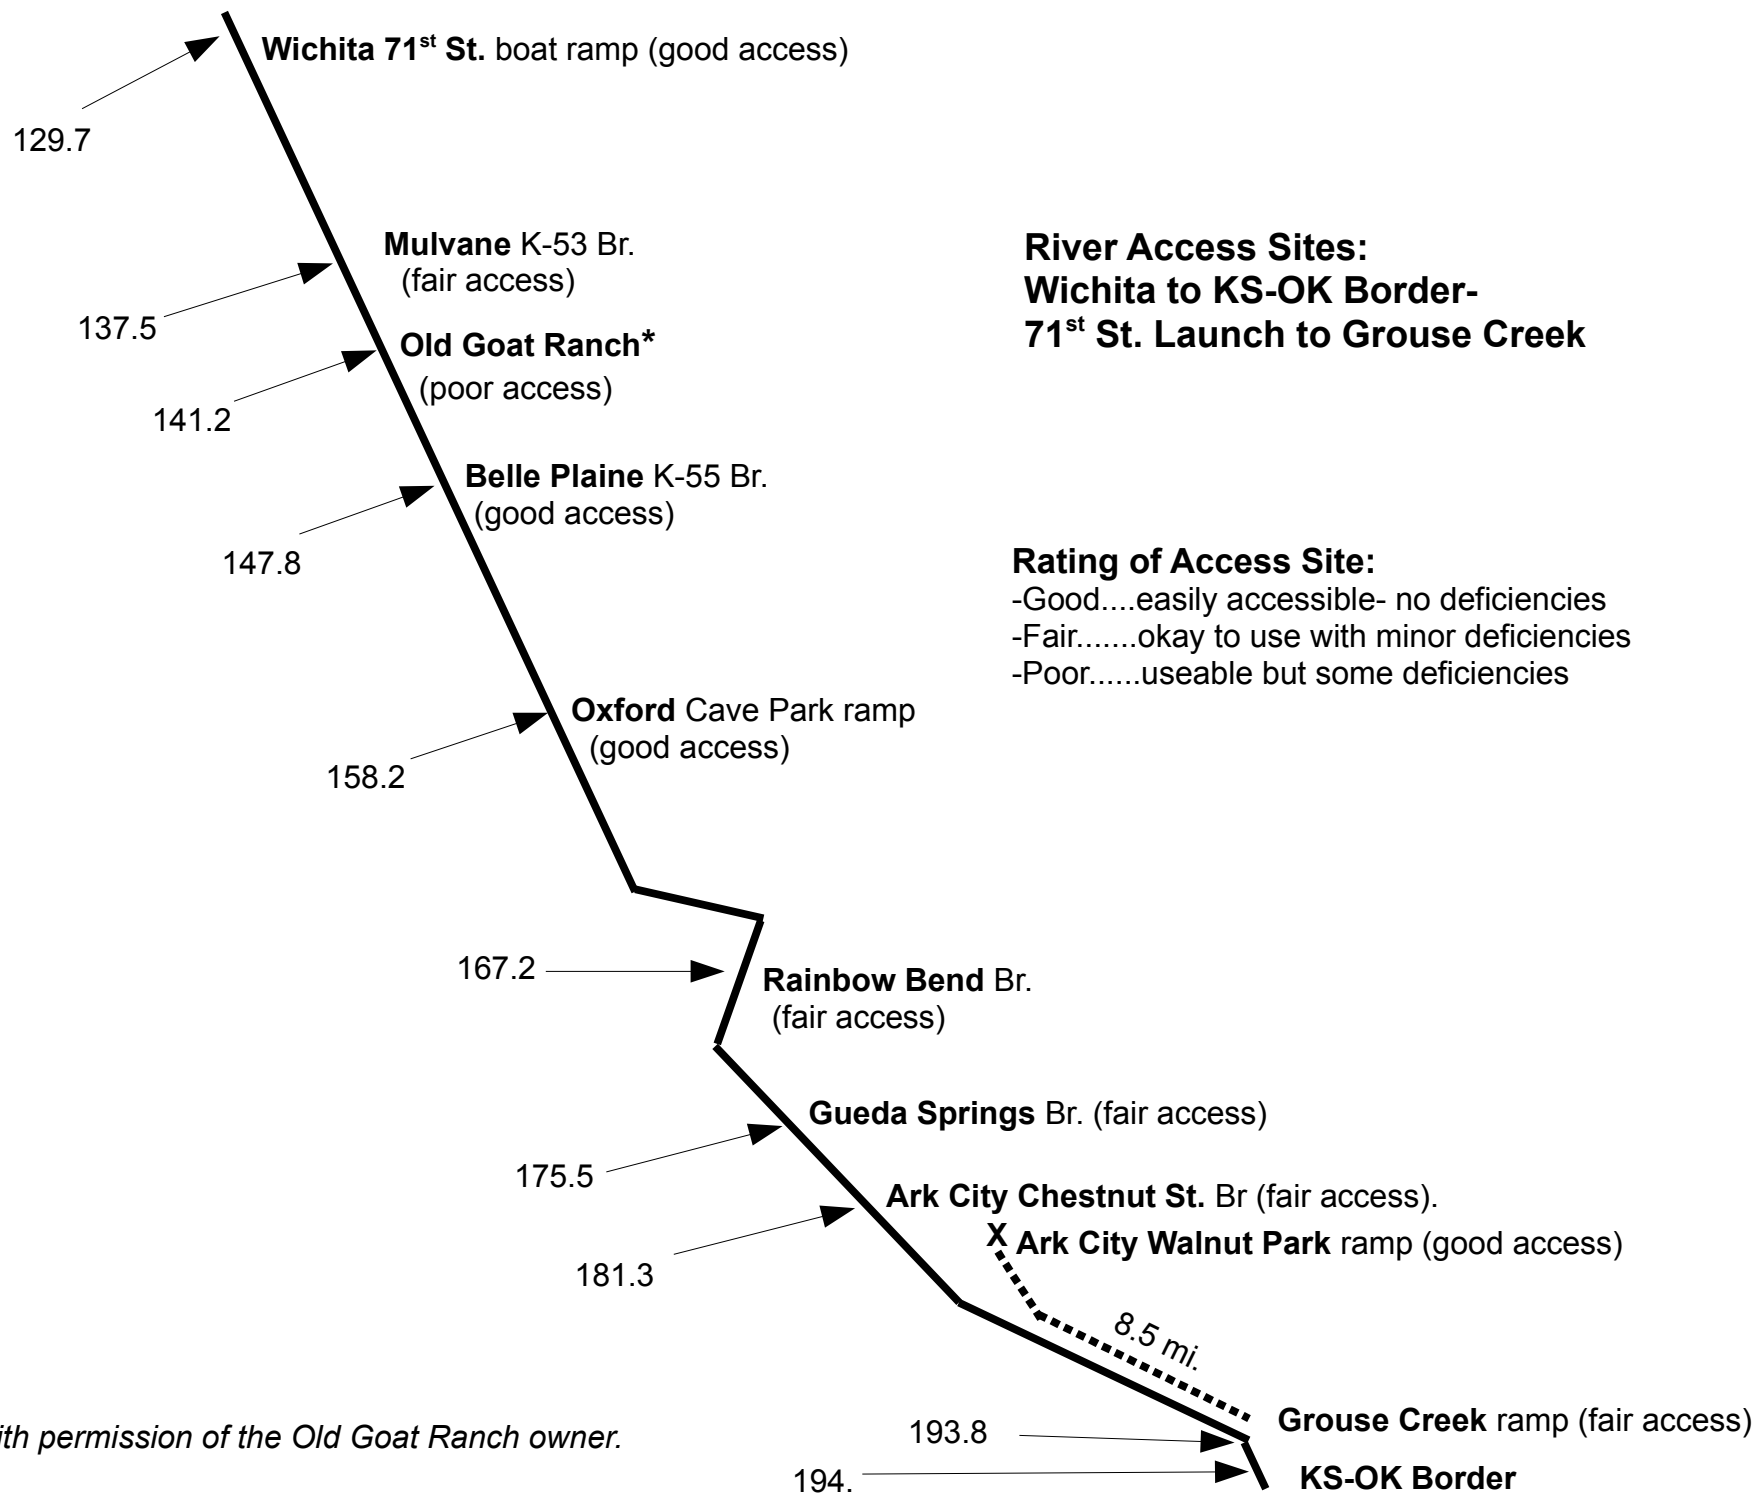 Wichita 71st St. boat ramp (good access)
129.7
Mulvane K-53 Br.
(fair access)
137.5
River Access Sites:
Wichita to KS-OK Border-
71st St. Launch to Grouse Creek
Old Goat Ranch*
(poor access)
141.2
Belle Plaine K-55 Br.
(good access)
147.8
Rating of Access Site:
-Good....easily accessible- no deficiencies
-Fair.......okay to use with minor deficiencies
-Poor......useable but some deficiencies
Oxford Cave Park ramp
(good access)
158.2
167.2
Rainbow Bend Br.
(fair access)
Gueda Springs Br. (fair access)
175.5
Ark City Chestnut St. Br (fair access).
X Ark City Walnut Park ramp (good access)
181.3
8.5 mi.
Grouse Creek ramp (fair access)
193.8
permission of the Old Goat Ranch owner.
194.
KS-OK Border